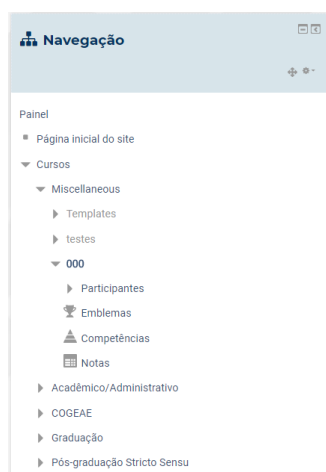 Navegação
Painel
Página inicial do site
Cursos
Miscellaneous
Templates
testes
000
Participantes
Emblemas
Competências
Notas
Acadêmico/Administrativo
COGEAE
Graduação
Pós-graduação Stricto Sensu